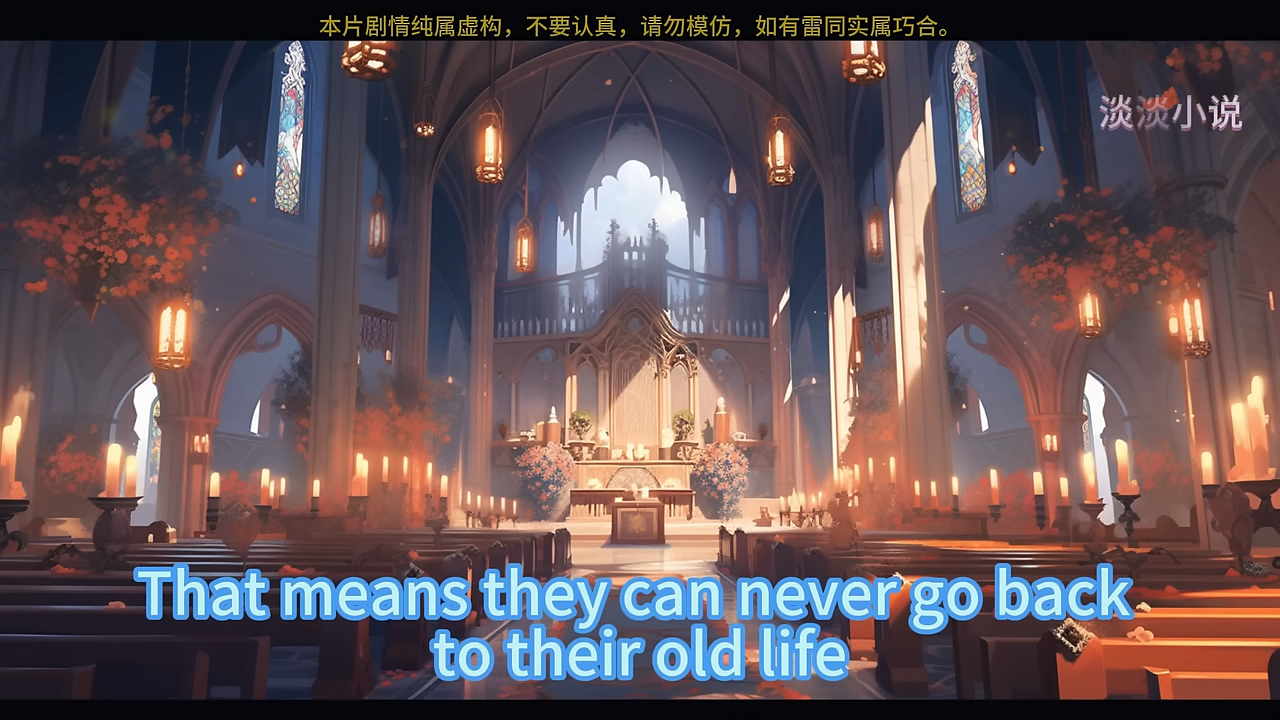 本片剧情纯属虚构，不要认真，请勿模仿，如有雷同实属巧合。
淡淡小说
That means they can never go back
to their old life